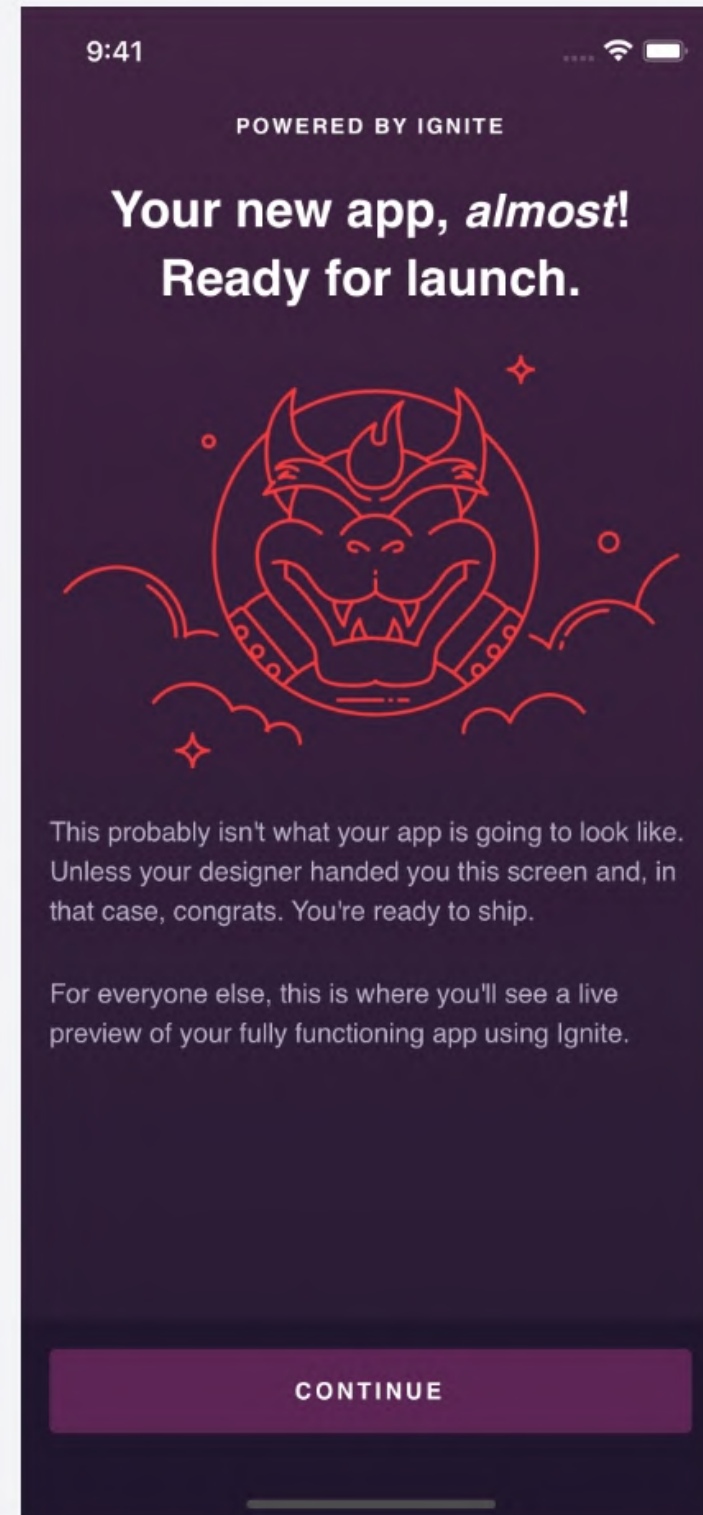 9:41
POWERED BY IGNITE
Your new app, almost!
Ready for launch.
This probably isn't what your app is going to look like.
Unless your designer handed you this screen and, in
that case, congrats. You're ready to ship.
For everyone else, this is where you'll see a live
preview of your fully functioning app using Ignite.
CONTINUE